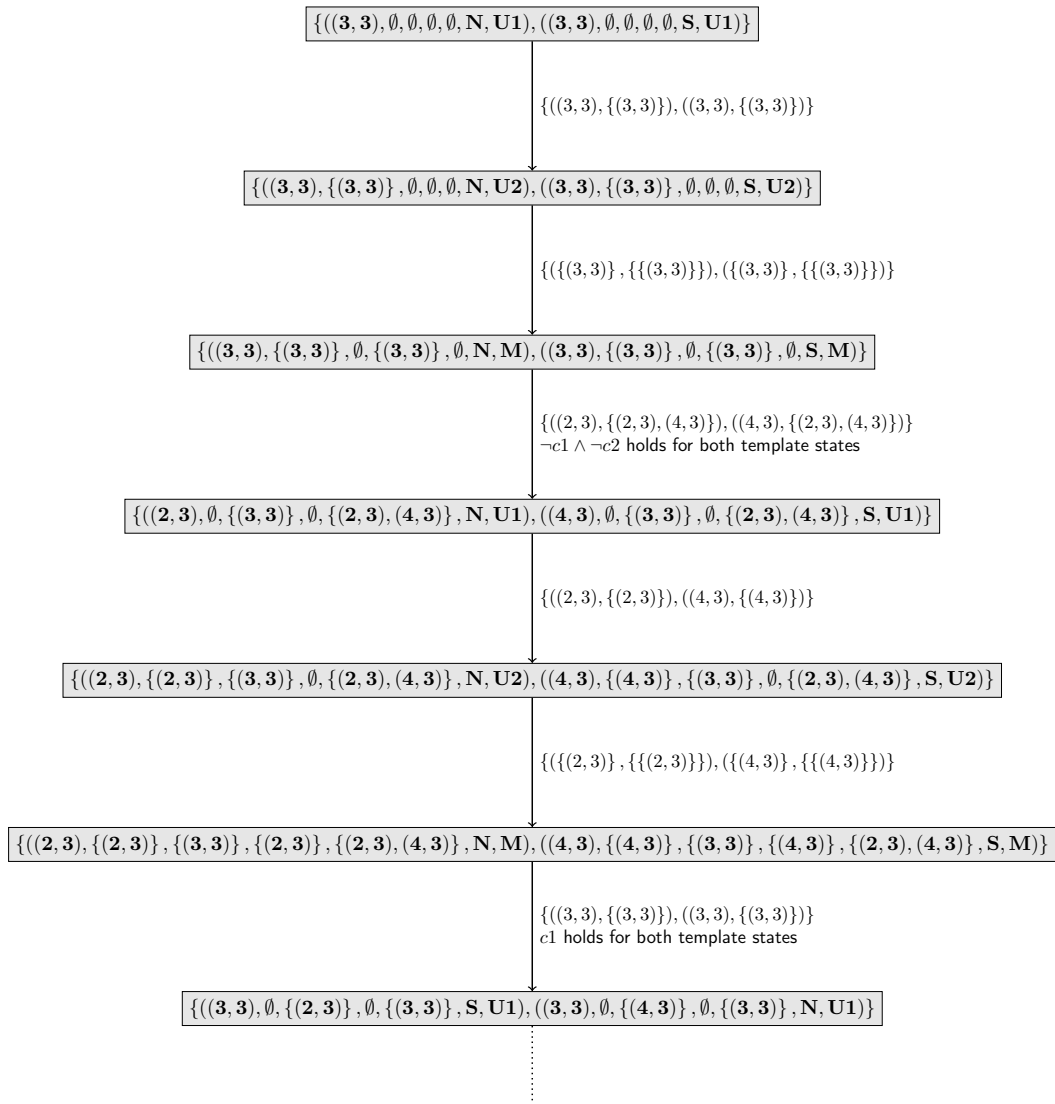 {((3, 3), ∅, ∅, ∅, ∅, N, U1), ((3, 3), ∅, ∅, ∅, ∅, S, U1)}
{((3, 3), {(3, 3)}), ((3, 3), {(3, 3)})}
{((3, 3), {(3, 3)} , ∅, ∅, ∅, N, U2), ((3, 3), {(3, 3)} , ∅, ∅, ∅, S, U2)}
{({(3, 3)} , {{(3, 3)}}), ({(3, 3)} , {{(3, 3)}})}
{((3, 3), {(3, 3)} , ∅, {(3, 3)} , ∅, N, M), ((3, 3), {(3, 3)} , ∅, {(3, 3)} , ∅, S, M)}
{((2, 3), {(2, 3), (4, 3)}), ((4, 3), {(2, 3), (4, 3)})}
¬c1 ∧ ¬c2 holds for both template states
{((2, 3), ∅, {(3, 3)} , ∅, {(2, 3), (4, 3)} , N, U1), ((4, 3), ∅, {(3, 3)} , ∅, {(2, 3), (4, 3)} , S, U1)}
{((2, 3), {(2, 3)}), ((4, 3), {(4, 3)})}
{((2, 3), {(2, 3)} , {(3, 3)} , ∅, {(2, 3), (4, 3)} , N, U2), ((4, 3), {(4, 3)} , {(3, 3)} , ∅, {(2, 3), (4, 3)} , S, U2)}
{({(2, 3)} , {{(2, 3)}}), ({(4, 3)} , {{(4, 3)}})}
{((2, 3), {(2, 3)} , {(3, 3)} , {(2, 3)} , {(2, 3), (4, 3)} , N, M), ((4, 3), {(4, 3)} , {(3, 3)} , {(4, 3)} , {(2, 3), (4, 3)} , S, M)}
{((3, 3), {(3, 3)}), ((3, 3), {(3, 3)})}
c1 holds for both template states
{((3, 3), ∅, {(2, 3)} , ∅, {(3, 3)} , S, U1), ((3, 3), ∅, {(4, 3)} , ∅, {(3, 3)} , N, U1)}